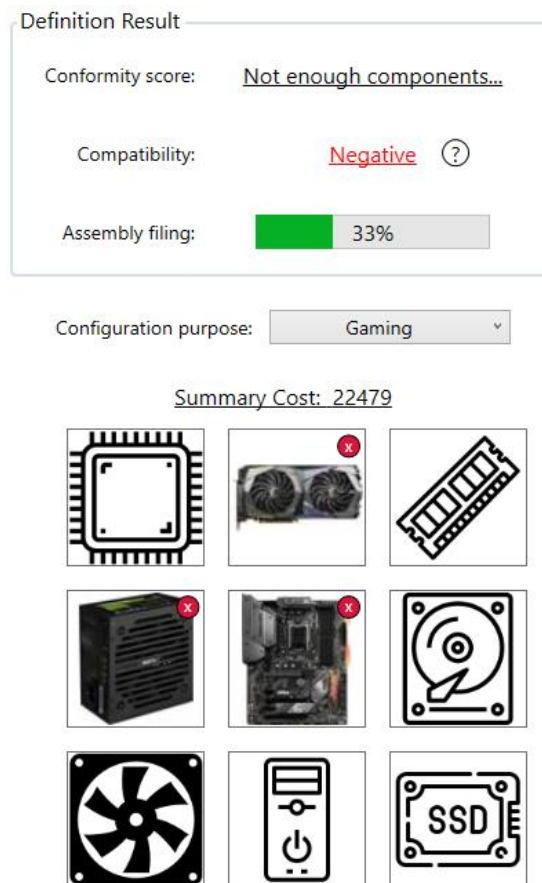 Definition Result
Conformity score: Not enough components...
Compatibility: Negative ?
Assembly filing: 33%
Configuration purpose: Gaming
Summary Cost: 22479
x
x x
SSD